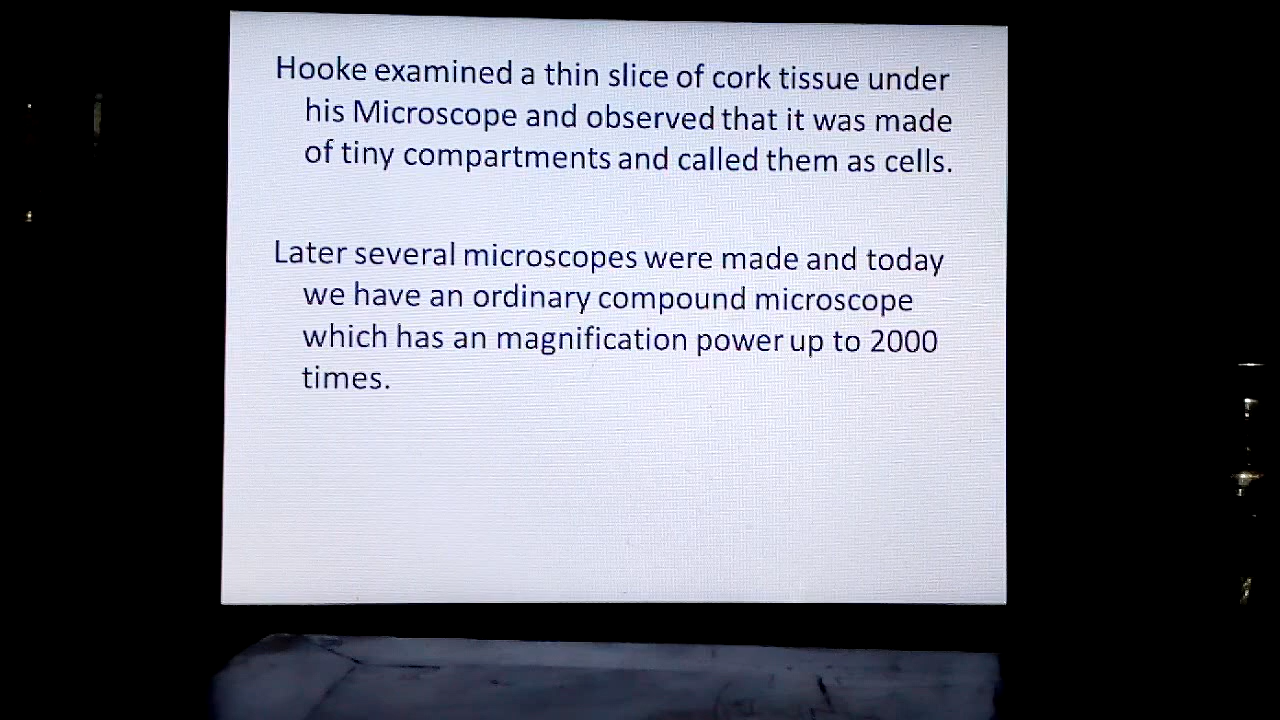 Hooke examined a thin slice of cork tissue under
his Microscope and observed that it was made
of tiny compartments and called them as cells.
Later several microscopes were made and today
we have an ordinary compound microscope
which has an magnification power up to 2000
times.